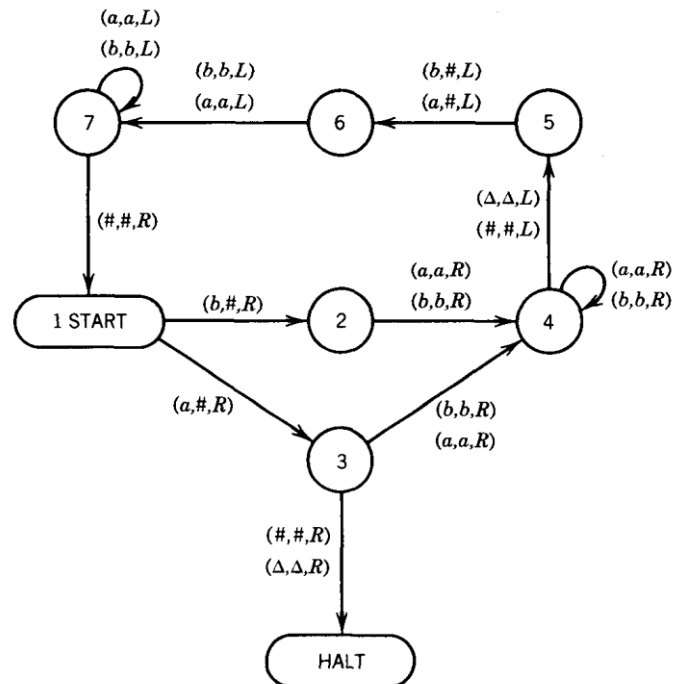 (a,a,L)
(b,b,L)
(b,b,L)
(a,a,L)
(b,#,L)
(a,#,L)
7
6
5
(#,#,R)
(Δ,Δ,L)
(#,#,L)
(a,a,R)
(b,b,R)
(a,a,R)
(b,b,R)
1 START
(b,#,R)
2
4
(a,#,R)
(b,b,R)
(a,a,R)
3
(#,#,R)
(Δ,Δ,R)
HALT